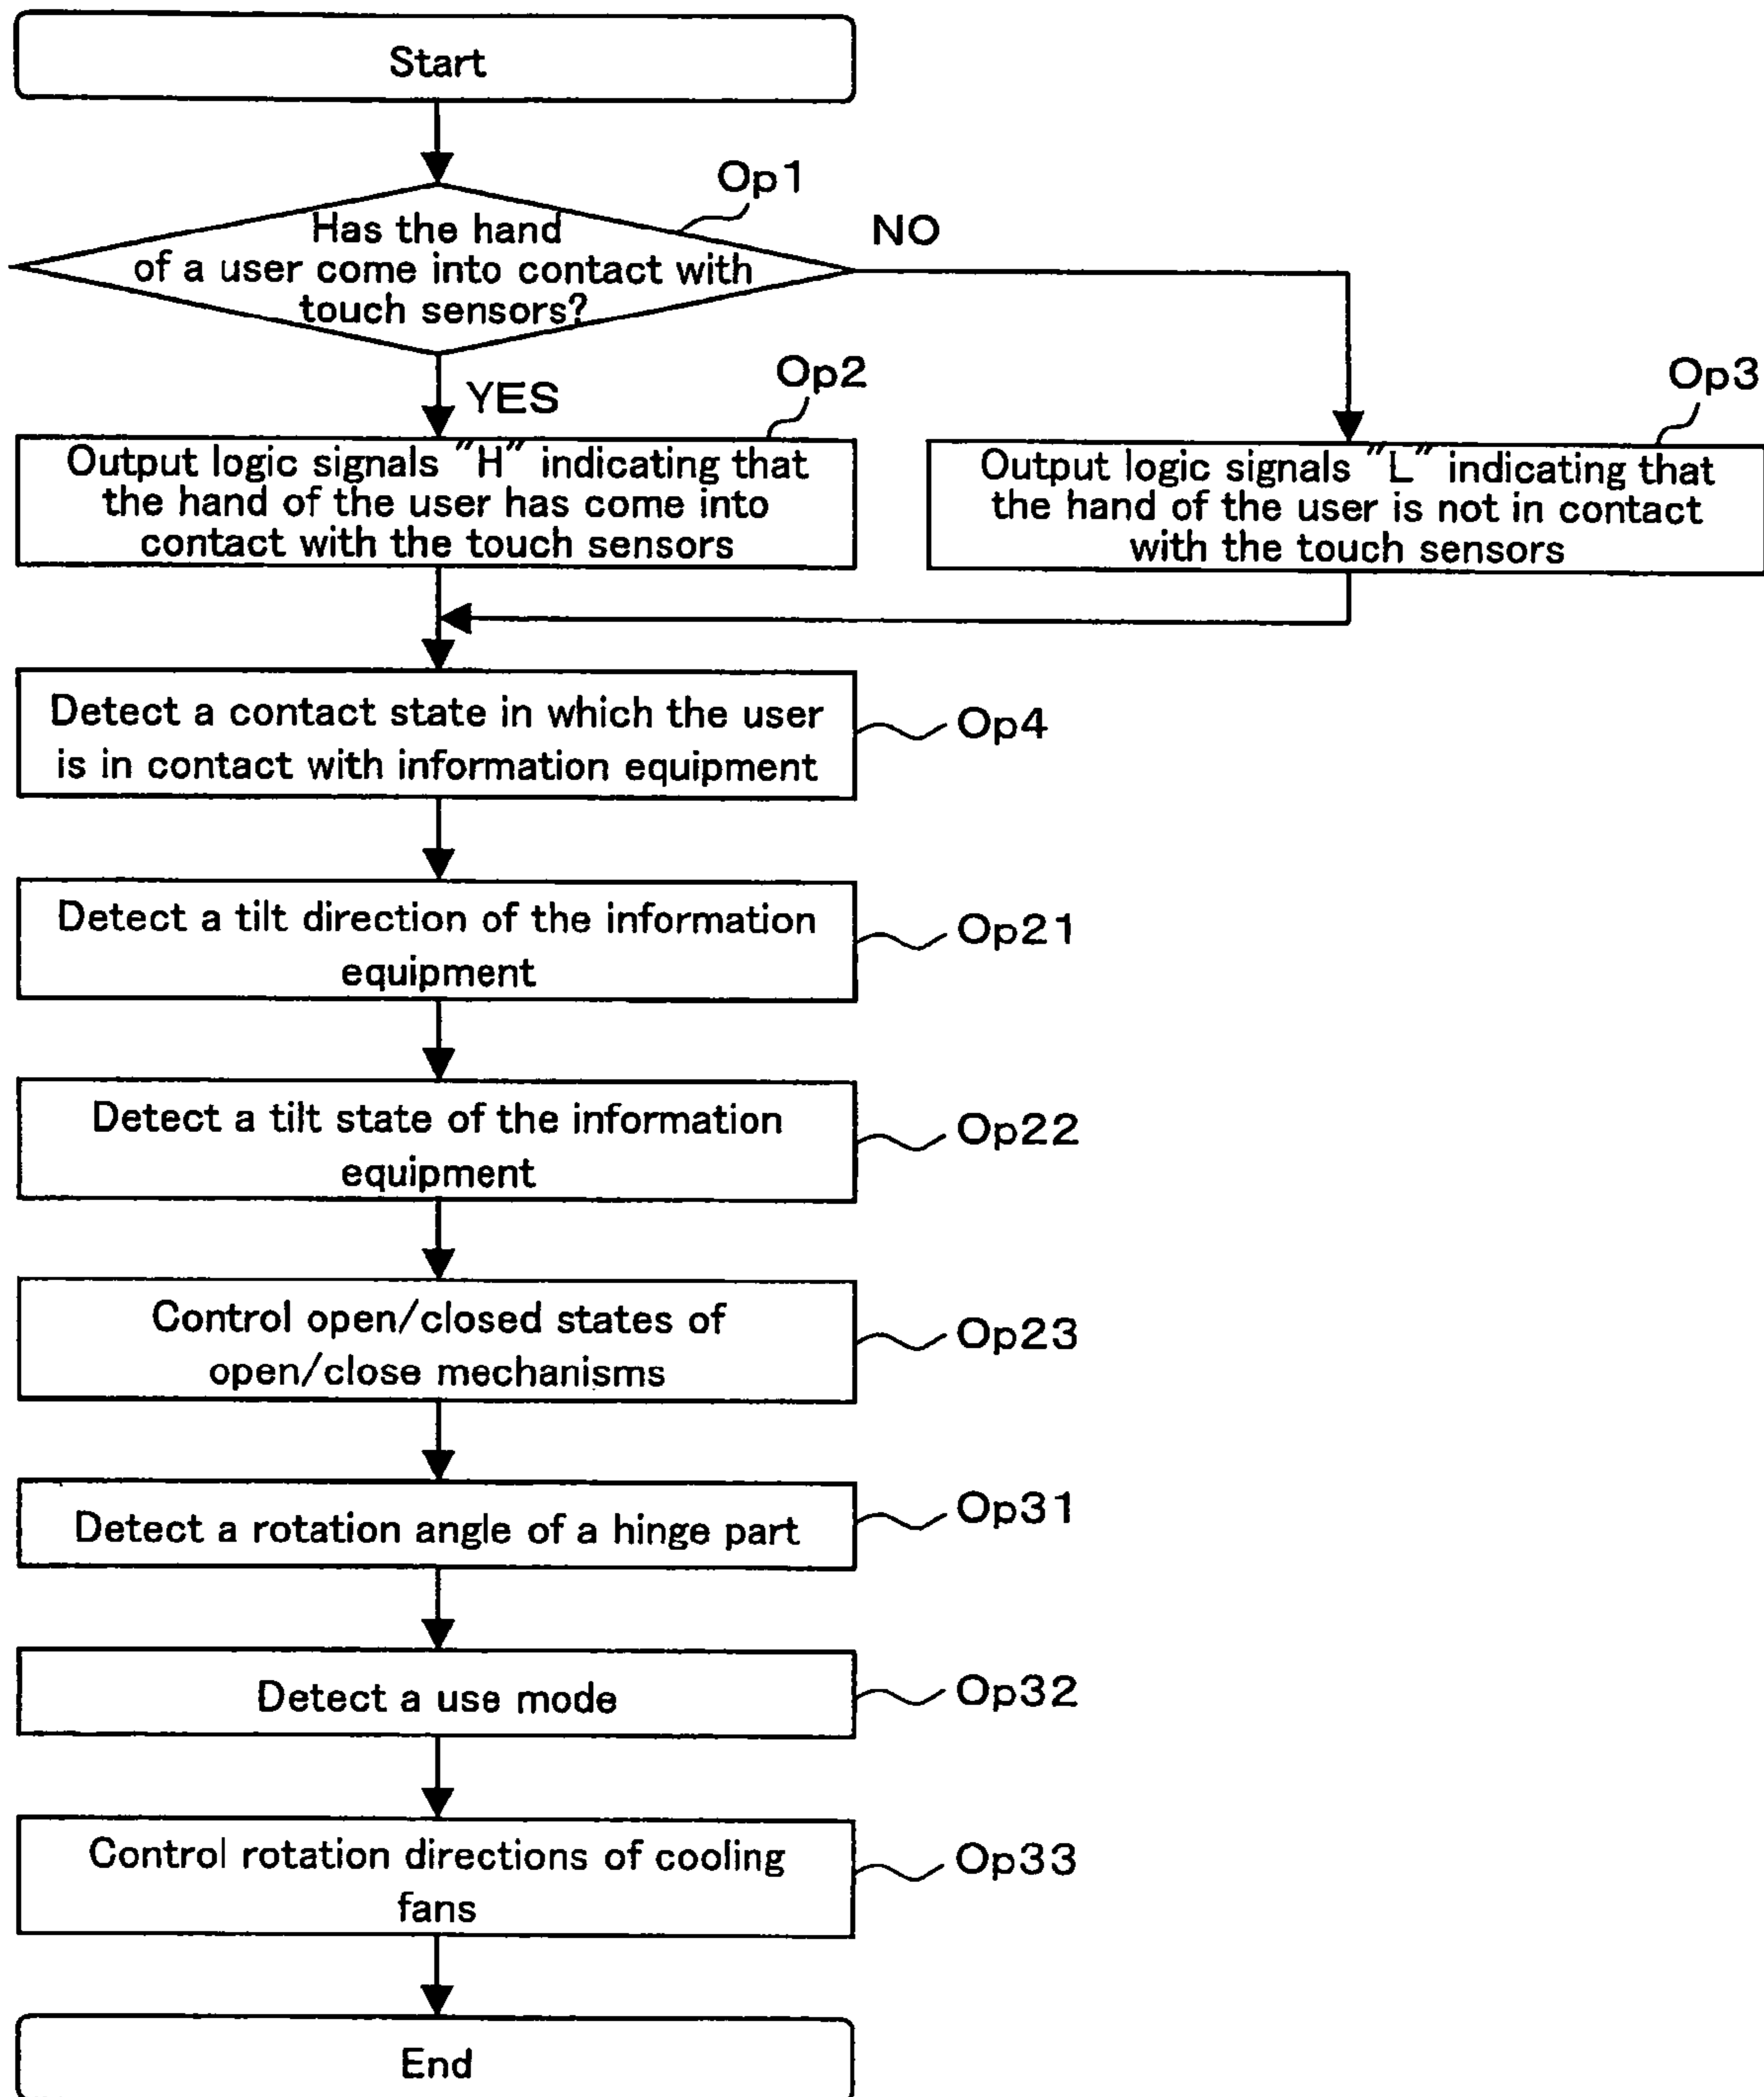 Start
Op1
Has the hand
of a user come into contact with
touch sensors?
NO
YES
Op2
Output logic signals "H" indicating that
the hand of the user has come into
contact with the touch sensors
Op3
Output logic signals "L" indicating that
the hand of the user is not in contact
with the touch sensors
Detect a contact state in which the user
is in contact with information equipment
Op4
Detect a tilt direction of the information
equipment
Op21
Detect a tilt state of the information
equipment
Op22
Control open/closed states of
open/close mechanisms
Op23
Detect a rotation angle of a hinge part
Op31
Detect a use mode
Op32
Control rotation directions of cooling
fans
Op33
End